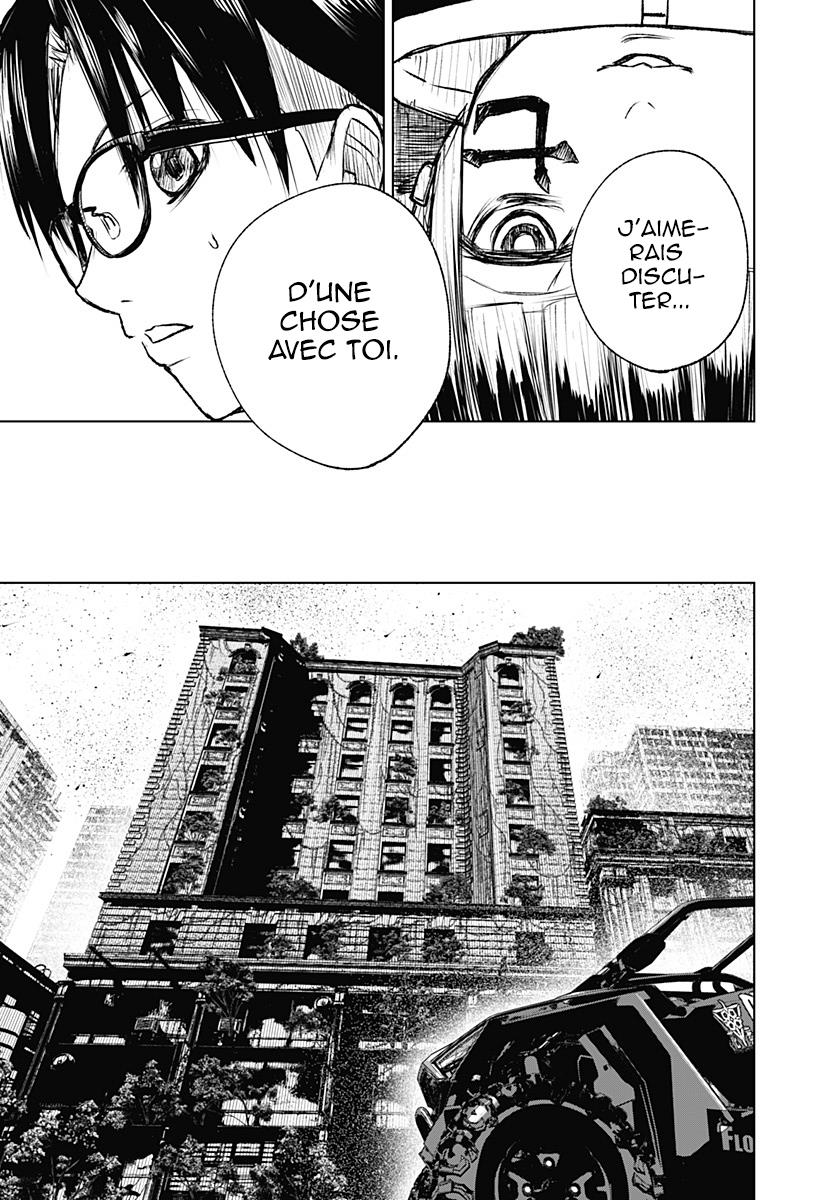 J'AIME-
RAIS
DISCU-
TER...
D'UNE
CHOSE
AVEC TOI.
FLO